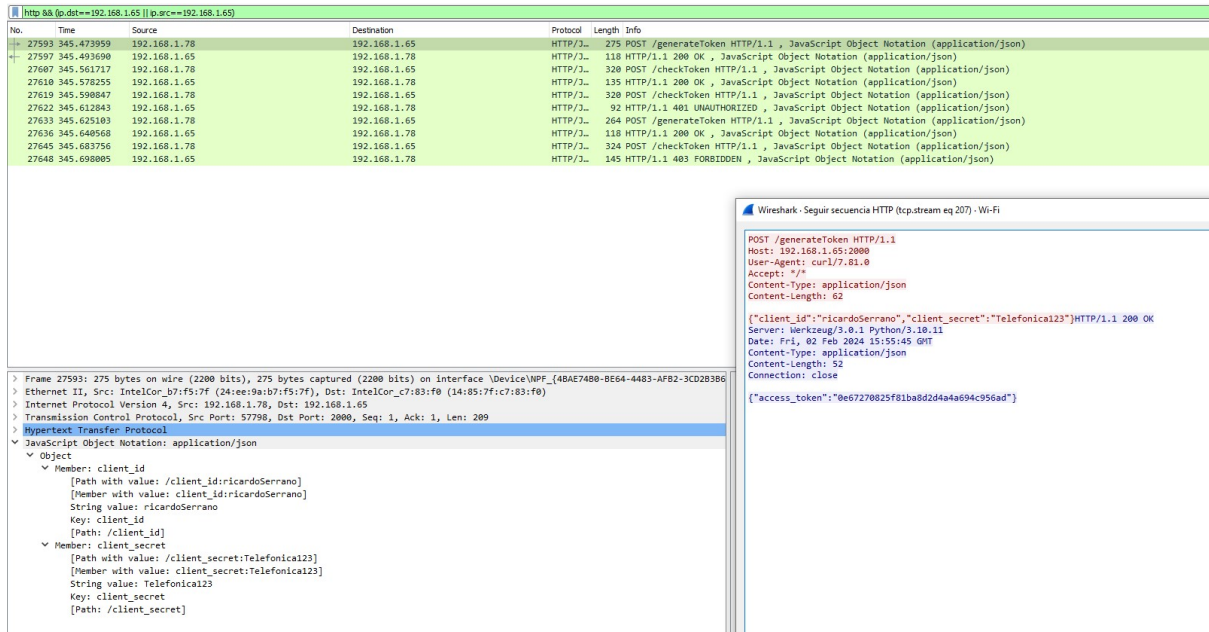 http && (ip.dst==192.168.1.65 || ip.src==192.168.1.65)
No. Time Source Destination Protocol Length Info
27593 345.473959 192.168.1.78 192.168.1.65 HTTP/J… 275 POST /generateToken HTTP/1.1 , JavaScript Object Notation (application/json)
27597 345.493690 192.168.1.65 192.168.1.78 HTTP/J… 118 HTTP/1.1 200 OK , JavaScript Object Notation (application/json)
27607 345.561717 192.168.1.78 192.168.1.65 HTTP/J… 320 POST /checkToken HTTP/1.1 , JavaScript Object Notation (application/json)
27610 345.578255 192.168.1.65 192.168.1.78 HTTP/J… 135 HTTP/1.1 200 OK , JavaScript Object Notation (application/json)
27619 345.590847 192.168.1.78 192.168.1.65 HTTP/J… 320 POST /checkToken HTTP/1.1 , JavaScript Object Notation (application/json)
27622 345.612843 192.168.1.65 192.168.1.78 HTTP/J… 92 HTTP/1.1 401 UNAUTHORIZED , JavaScript Object Notation (application/json)
27633 345.625103 192.168.1.78 192.168.1.65 HTTP/J… 264 POST /generateToken HTTP/1.1 , JavaScript Object Notation (application/json)
27636 345.640568 192.168.1.65 192.168.1.78 HTTP/J… 118 HTTP/1.1 200 OK , JavaScript Object Notation (application/json)
27645 345.683756 192.168.1.78 192.168.1.65 HTTP/J… 324 POST /checkToken HTTP/1.1 , JavaScript Object Notation (application/json)
27648 345.698005 192.168.1.65 192.168.1.78 HTTP/J… 145 HTTP/1.1 403 FORBIDDEN , JavaScript Object Notation (application/json)
Wireshark · Seguir secuencia HTTP (tcp.stream eq 207) · Wi-Fi
POST /generateToken HTTP/1.1
Host: 192.168.1.65:2000
User-Agent: curl/7.81.0
Accept: */*
Content-Type: application/json
Content-Length: 62
{"client_id":"ricardoSerrano","client_secret":"Telefonica123"}HTTP/1.1 200 OK
Server: Werkzeug/3.0.1 Python/3.10.11
Date: Fri, 02 Feb 2024 15:55:45 GMT
Content-Type: application/json
Content-Length: 52
Connection: close
{"access_token":"0e67270825f81ba8d2d4a4a694c956ad"}
Frame 27593: 275 bytes on wire (2200 bits), 275 bytes captured (2200 bits) on interface \Device\NPF_{4BAE74B0-BE64-4483-AFB2-3CD2B3B6
Ethernet II, Src: IntelCor_b7:f5:7f (24:ee:9a:b7:f5:7f), Dst: IntelCor_c7:83:f0 (14:85:7f:c7:83:f0)
Internet Protocol Version 4, Src: 192.168.1.78, Dst: 192.168.1.65
Transmission Control Protocol, Src Port: 57798, Dst Port: 2000, Seq: 1, Ack: 1, Len: 209
Hypertext Transfer Protocol
JavaScript Object Notation: application/json
Object
Member: client_id
[Path with value: /client_id:ricardoSerrano]
[Member with value: client_id:ricardoSerrano]
String value: ricardoSerrano
Key: client_id
[Path: /client_id]
Member: client_secret
[Path with value: /client_secret:Telefonica123]
[Member with value: client_secret:Telefonica123]
String value: Telefonica123
Key: client_secret
[Path: /client_secret]